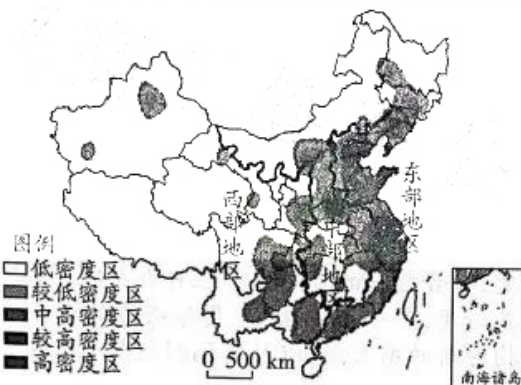 西部地区
中部地区
东部地区
图例
低密度区
较低密度区
中高密度区
较高密度区
高密度区
0 500 km
南海诸岛